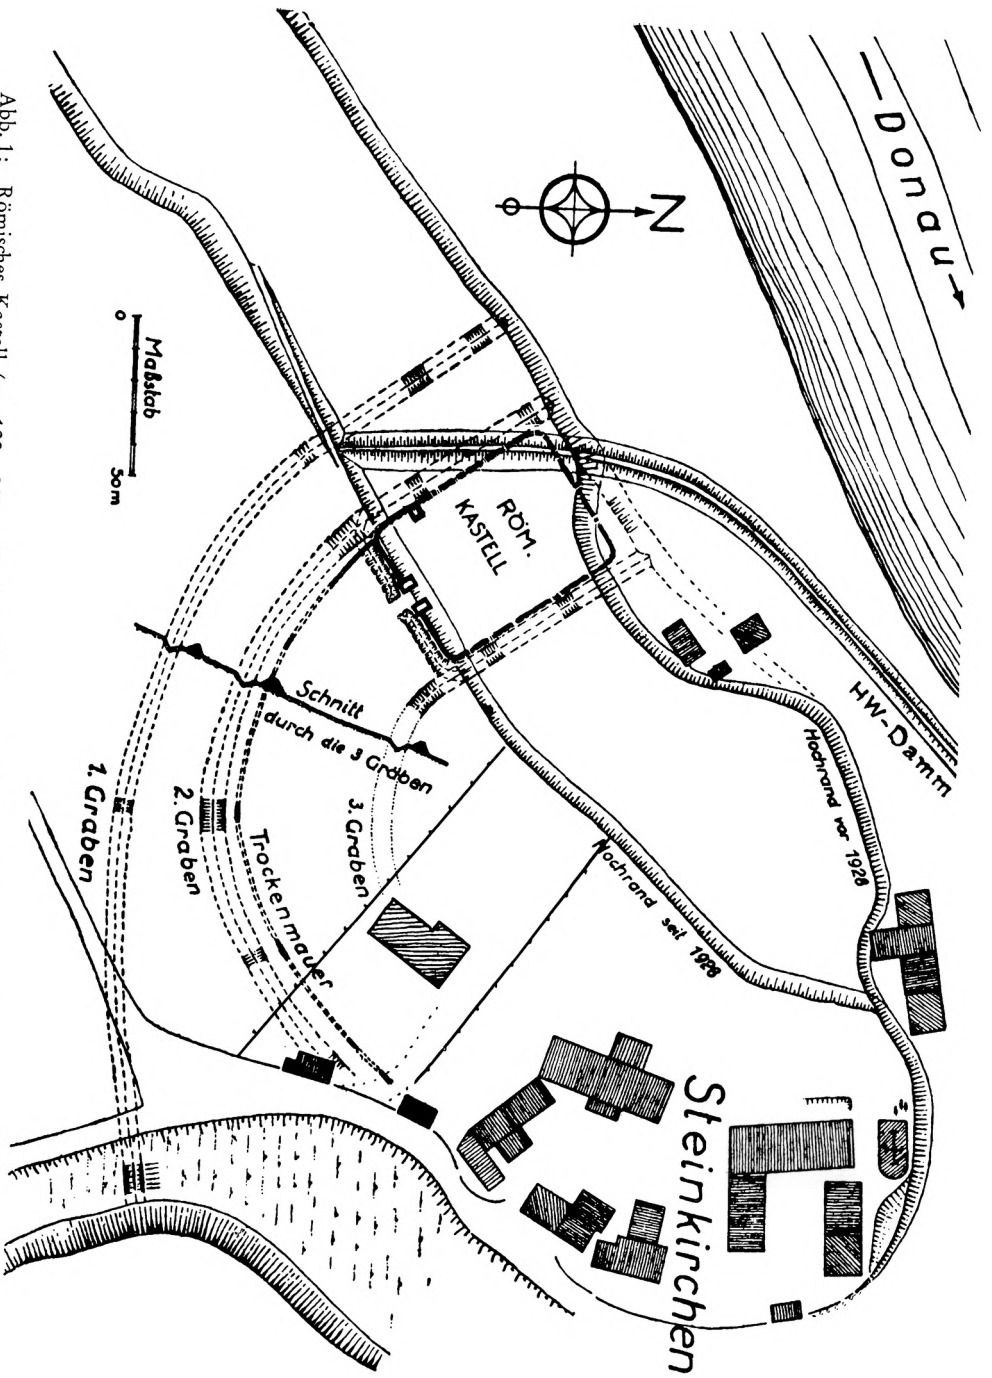 Donau
N
Maßstab
0
50 m
RÖM.
KASTELL
HW-Damm
Hochrand vor 1928
Hochrand seit 1928
Schnitt
durch die 3 Gräben
1. Graben
2. Graben
3. Graben
Trockenmauer
Steinkirchen
Abb. 1: Römisches Kastell